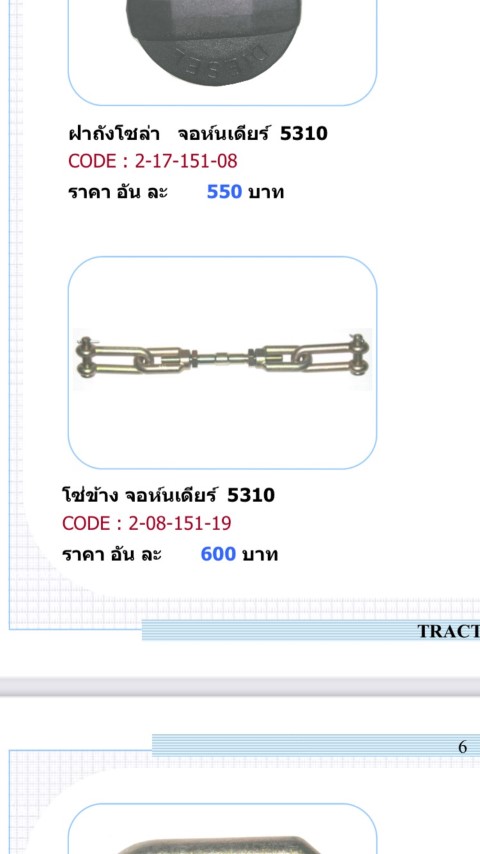 DIESEL
ฝาถังโซล่า จอห์นเดียร์ 5310
CODE : 2-17-151-08
ราคา อัน ละ 550 บาท
โซ่ข้าง จอห์นเดียร์ 5310
CODE : 2-08-151-19
ราคา อัน ละ 600 บาท
TRACT
6